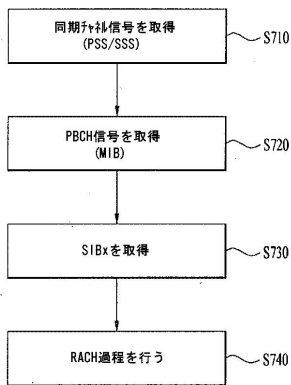 同期ﾁｬﾈﾙ信号を取得
(PSS/SSS)
S710
PBCH信号を取得
(MIB)
S720
SIBxを取得
S730
RACH過程を行う
S740